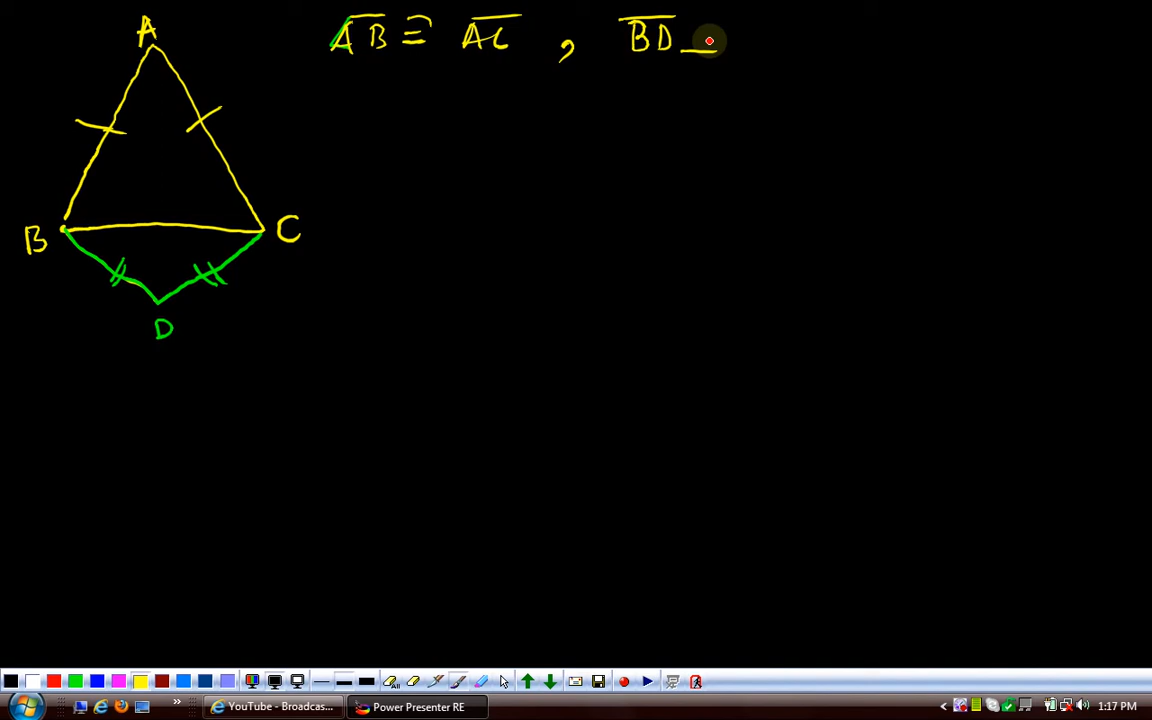 A
AB ≅ AC , BD
B
C
D
YouTube - Broadcas...
Power Presenter RE
1:17 PM